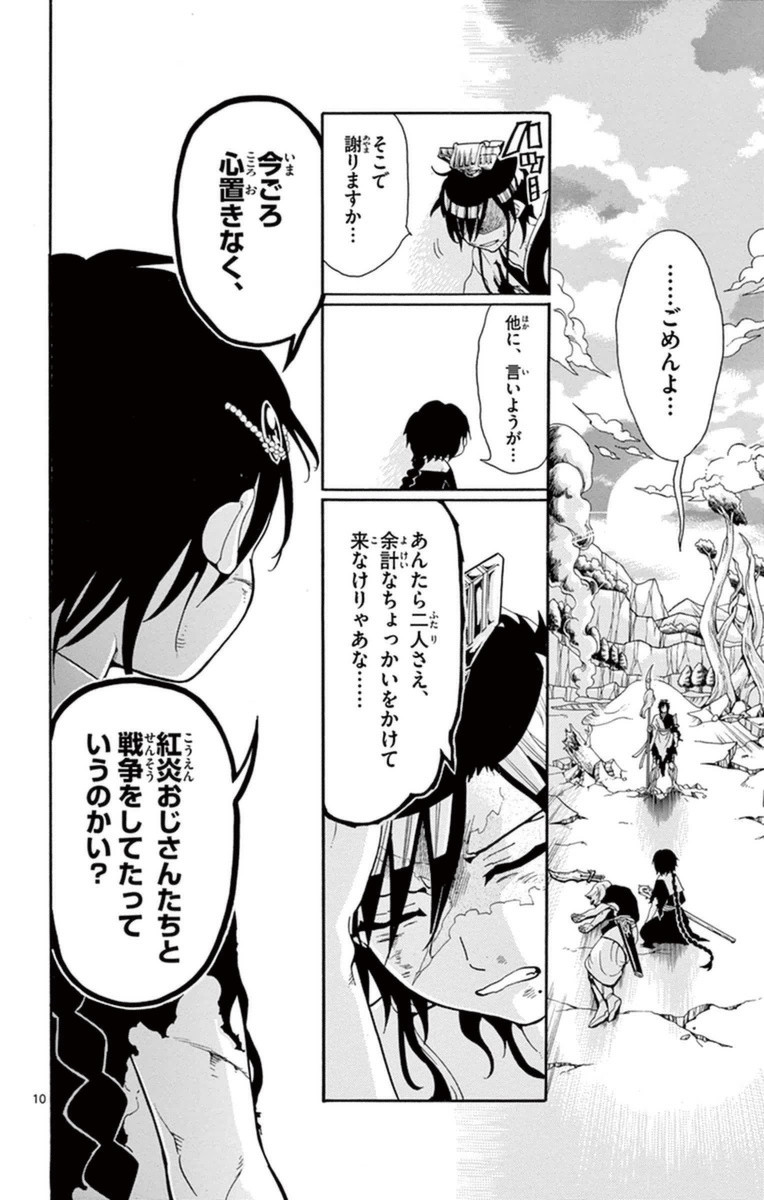 ……ごめんよ…
そこで
謝りますか…
他に、言いようが…
あんたら二人さえ、
余計なちょっかいをかけて
来なけりゃあな……
今ごろ
心置きなく、
紅炎おじさんたちと
戦争をしてたって
いうのかい？
10